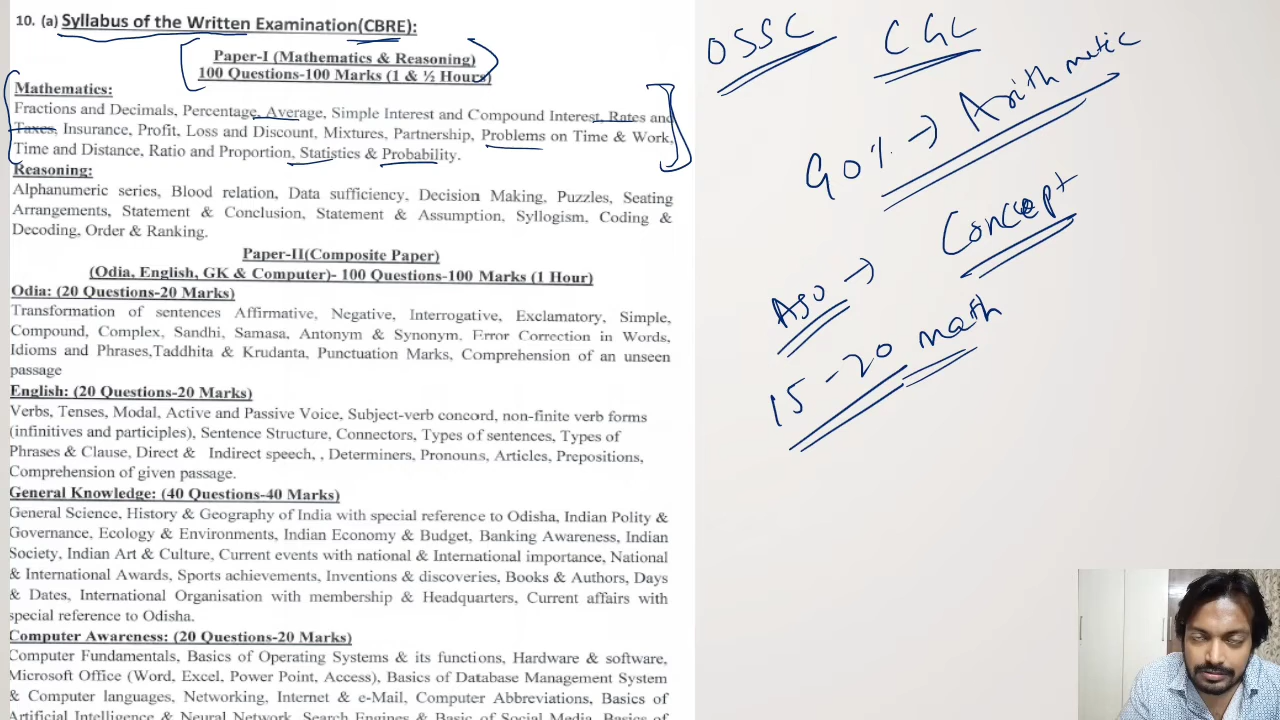 10. (a) Syllabus of the Written Examination(CBRE):
Paper-I (Mathematics & Reasoning)
100 Questions-100 Marks (1 & ½ Hours)
Mathematics:
Fractions and Decimals, Percentage, Average, Simple Interest and Compound Interest, Rates and
Taxes, Insurance, Profit, Loss and Discount, Mixtures, Partnership, Problems on Time & Work,
Time and Distance, Ratio and Proportion, Statistics & Probability.
Reasoning:
Alphanumeric series, Blood relation, Data sufficiency, Decision Making, Puzzles, Seating
Arrangements, Statement & Conclusion, Statement & Assumption, Syllogism, Coding &
Decoding, Order & Ranking.
Paper-II(Composite Paper)
(Odia, English, GK & Computer)- 100 Questions-100 Marks (1 Hour)
Odia: (20 Questions-20 Marks)
Transformation of sentences Affirmative, Negative, Interrogative, Exclamatory, Simple,
Compound, Complex, Sandhi, Samasa, Antonym & Synonym. Error Correction in Words,
Idioms and Phrases,Taddhita & Krudanta, Punctuation Marks, Comprehension of an unseen
passage
English: (20 Questions-20 Marks)
Verbs, Tenses, Modal, Active and Passive Voice, Subject-verb concord, non-finite verb forms
(infinitives and participles), Sentence Structure, Connectors, Types of sentences, Types of
Phrases & Clause, Direct & Indirect speech, , Determiners, Pronouns, Articles, Prepositions,
Comprehension of given passage.
General Knowledge: (40 Questions-40 Marks)
General Science, History & Geography of India with special reference to Odisha, Indian Polity &
Governance, Ecology & Environments, Indian Economy & Budget, Banking Awareness, Indian
Society, Indian Art & Culture, Current events with national & International importance, National
& International Awards, Sports achievements, Inventions & discoveries, Books & Authors, Days
& Dates, International Organisation with membership & Headquarters, Current affairs with
special reference to Odisha.
Computer Awareness: (20 Questions-20 Marks)
Computer Fundamentals, Basics of Operating Systems & its functions, Hardware & software,
Microsoft Office (Word, Excel, Power Point, Access), Basics of Database Management System
& Computer languages, Networking, Internet & e-Mail, Computer Abbreviations, Basics of
Artificial Intelligence & Neural Network, Search Engines & Basic of Social Media, Basics of
OSSC CGL
90% → Arithmatic
Concept
ASO →
15-20 math